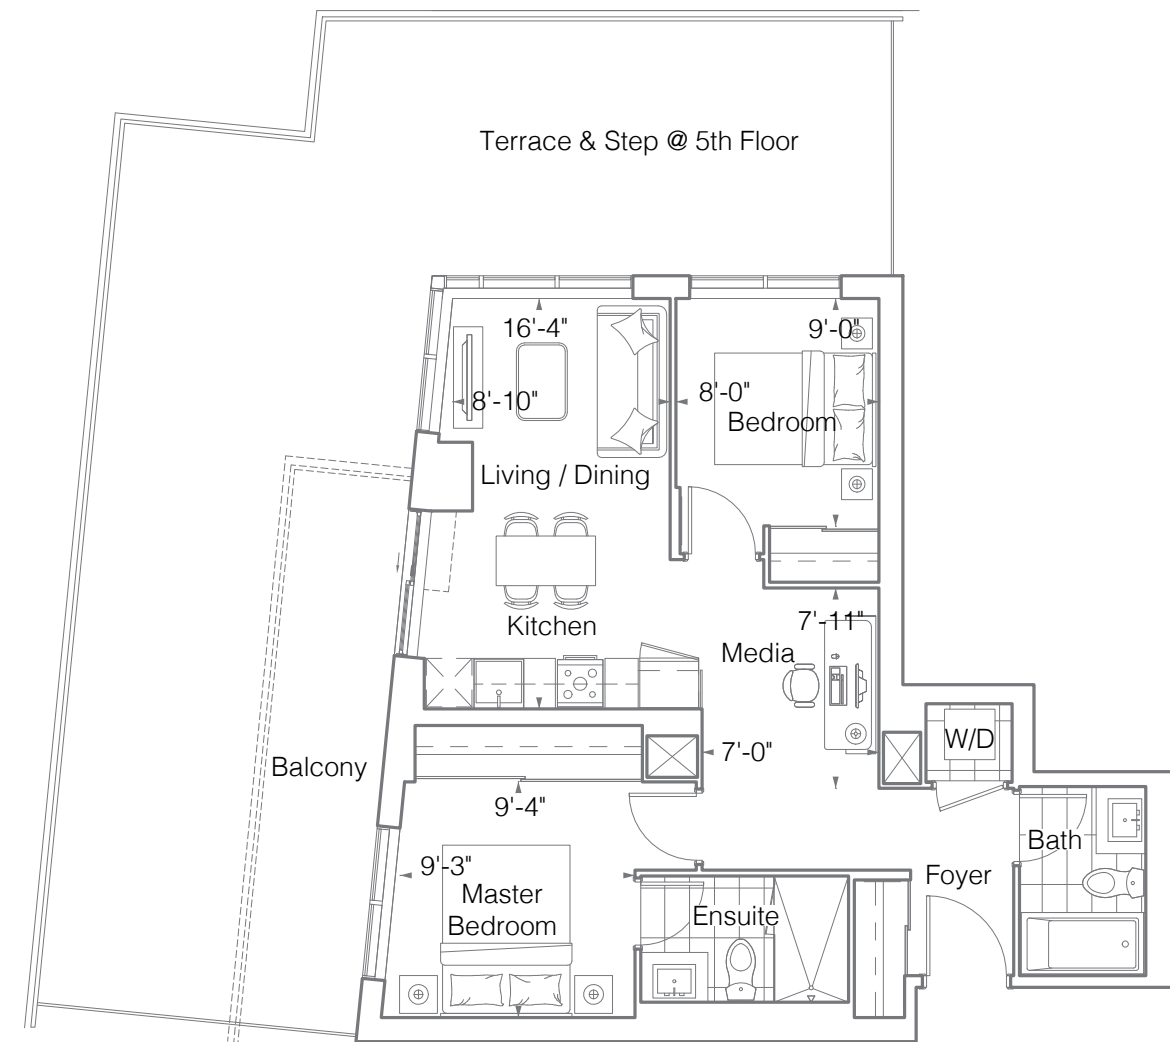 Terrace & Step @ 5th Floor
16'-4"
9'-0"
8'-10"
8'-0"
Bedroom
Living / Dining
Kitchen
7'-11"
Media
W/D
7'-0"
Balcony
9'-4"
Bath
9'-3"
Foyer
Master
Bedroom
Ensuite